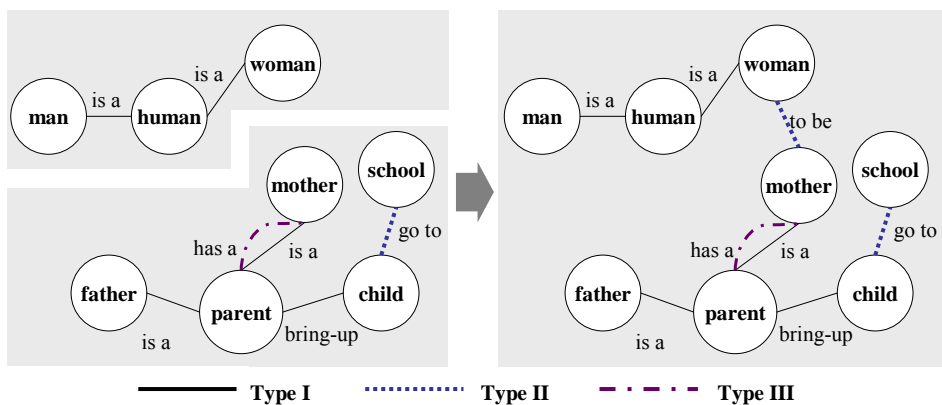 woman
is a
is a
man
human
school
mother
has a
is a
go to
father
parent
child
is a
bring-up
woman
is a
is a
man
human
to be
school
mother
has a
is a
go to
father
parent
child
is a
bring-up
Type I
Type II
Type III